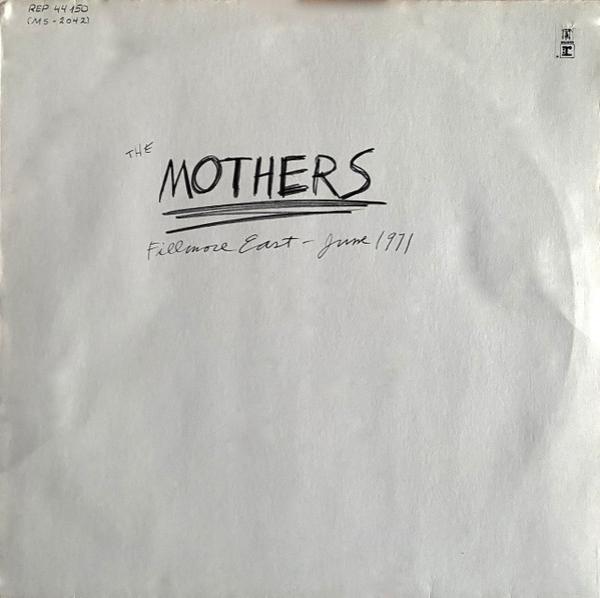 REP 44 150
(MS-2042)
THE
MOTHERS
Fillmore East - June 1971